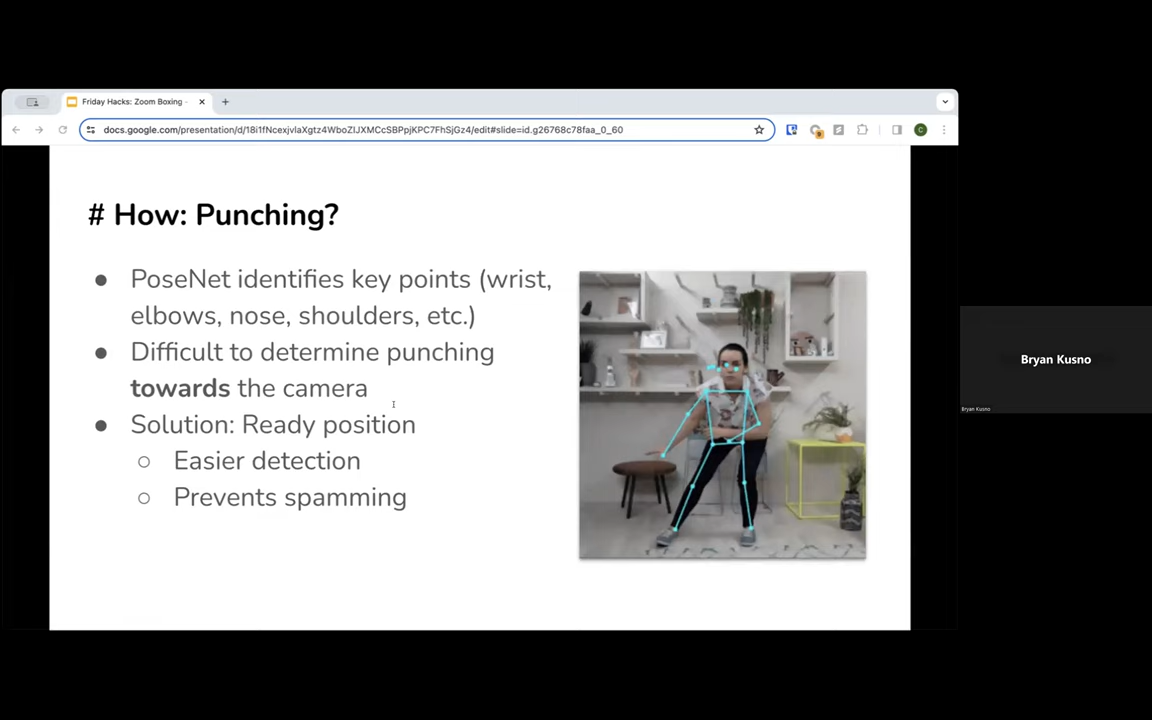 Friday Hacks: Zoom Boxing -
docs.google.com/presentation/d/18i1fNcexjvlaXgtz4WboZIJXMCcSBPpjKPC7FhSjGz4/edit#slide=id.g26768c78faa_0_60
C
# How: Punching?
● PoseNet identifies key points (wrist,
elbows, nose, shoulders, etc.)
● Difficult to determine punching
towards the camera
● Solution: Ready position
○ Easier detection
○ Prevents spamming
Bryan Kusno
Bryan Kusno